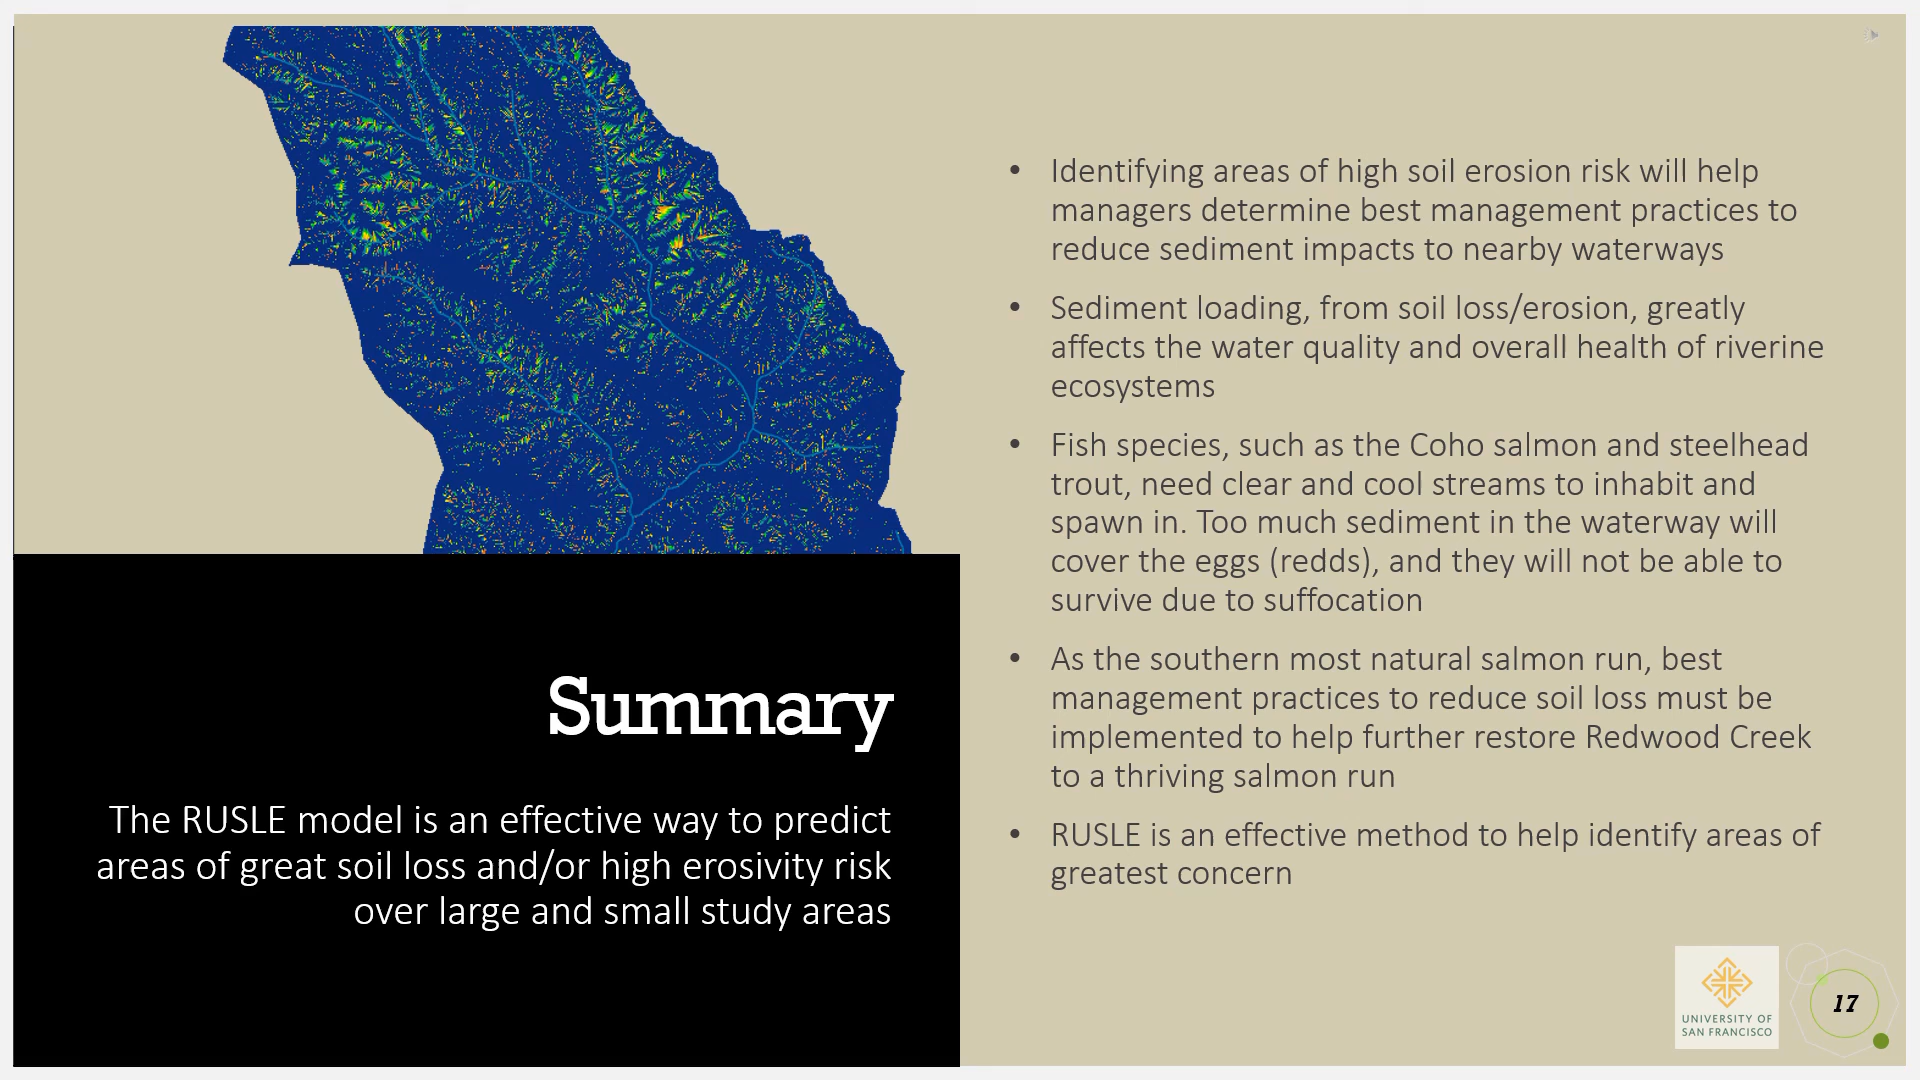 Summary
The RUSLE model is an effective way to predict
areas of great soil loss and/or high erosivity risk
over large and small study areas
• Identifying areas of high soil erosion risk will help
managers determine best management practices to
reduce sediment impacts to nearby waterways
• Sediment loading, from soil loss/erosion, greatly
affects the water quality and overall health of riverine
ecosystems
• Fish species, such as the Coho salmon and steelhead
trout, need clear and cool streams to inhabit and
spawn in. Too much sediment in the waterway will
cover the eggs (redds), and they will not be able to
survive due to suffocation
• As the southern most natural salmon run, best
management practices to reduce soil loss must be
implemented to help further restore Redwood Creek
to a thriving salmon run
• RUSLE is an effective method to help identify areas of
greatest concern
UNIVERSITY OF
SAN FRANCISCO
17